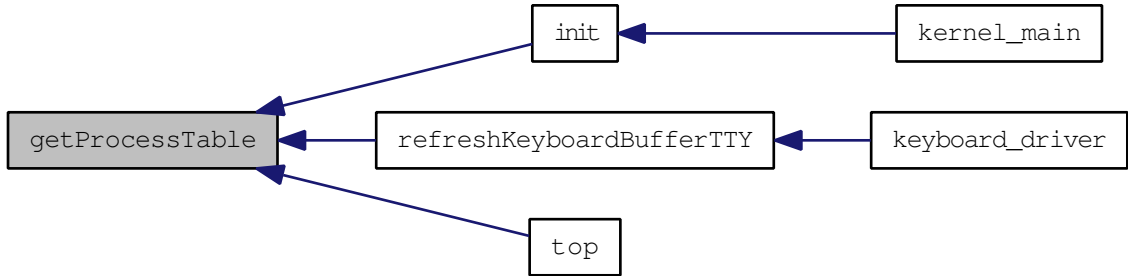 init
kernel_main
getProcessTable
refreshKeyboardBufferTTY
keyboard_driver
top